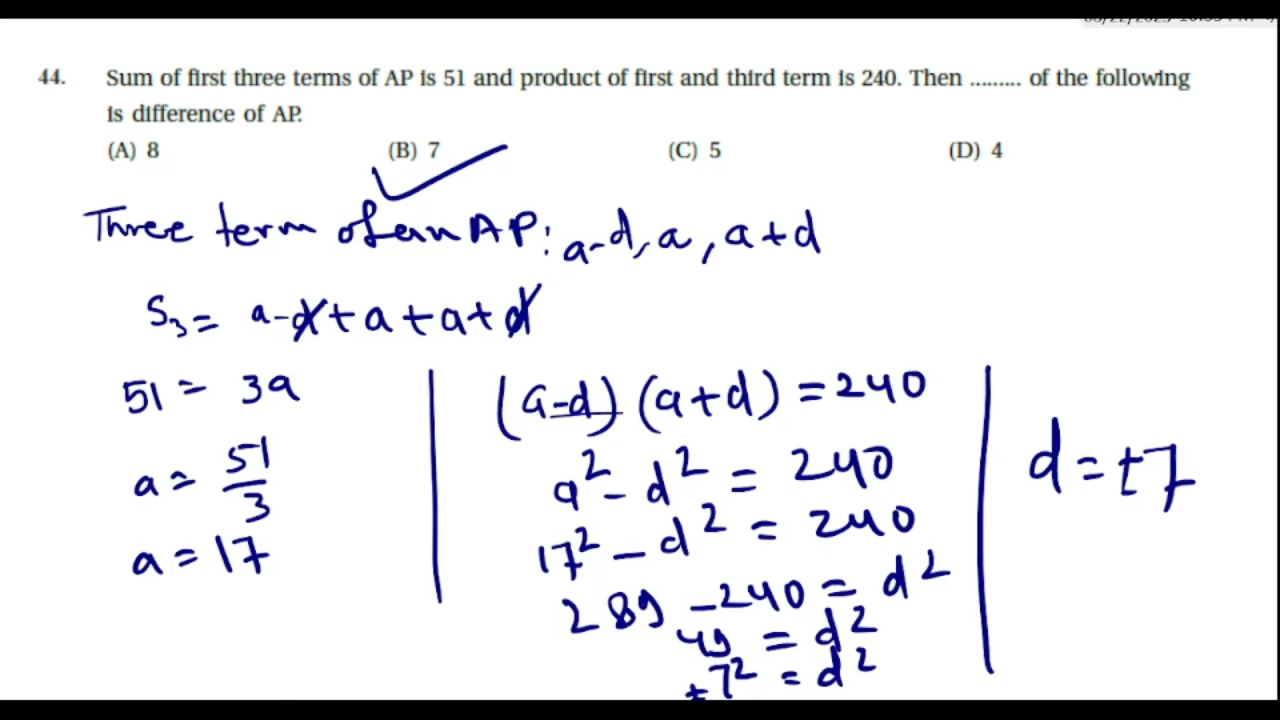 44. Sum of first three terms of AP is 51 and product of first and third term is 240. Then ......... of the following
is difference of AP.
(A) 8 (B) 7 (C) 5 (D) 4
Three term of an AP: a-d, a, a+d
S₃ = a-d+a+a+d
51 = 3a
a = 51/3
a = 17
(a-d) (a+d) = 240
a² - d² = 240
17² - d² = 240
289 - 240 = d²
49 = d²
±7² = d²
d = ±7